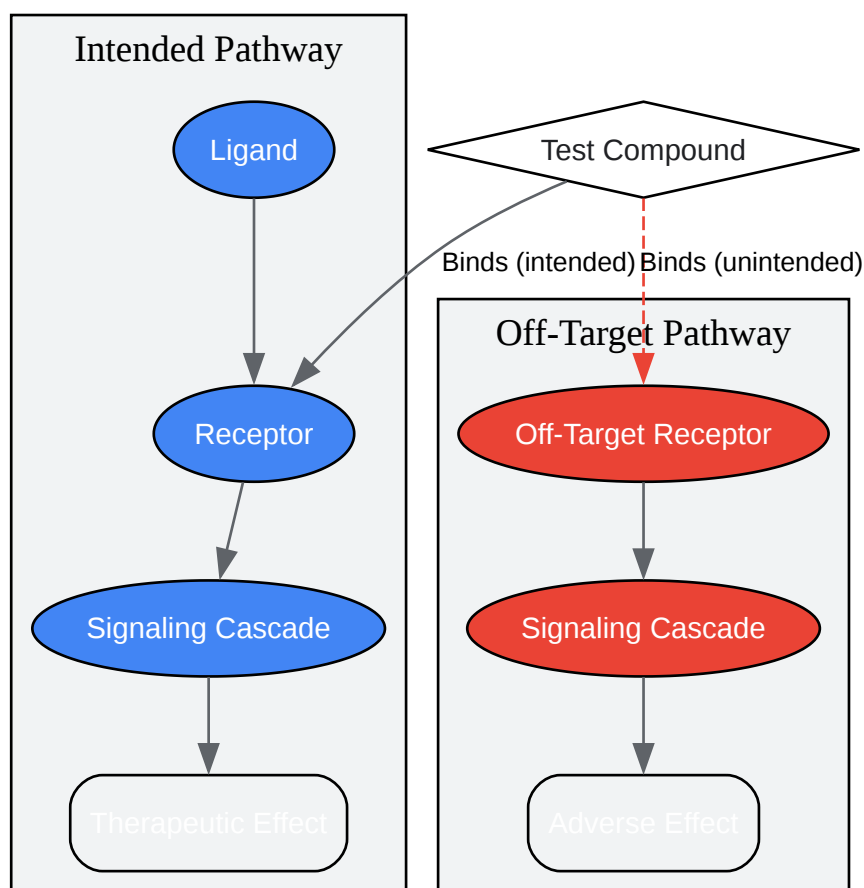 Intended Pathway
Ligand
Test Compound
Binds (intended)
Binds (unintended)
Off-Target Pathway
Receptor
Off-Target Receptor
Signaling Cascade
Signaling Cascade
Therapeutic Effect
Adverse Effect